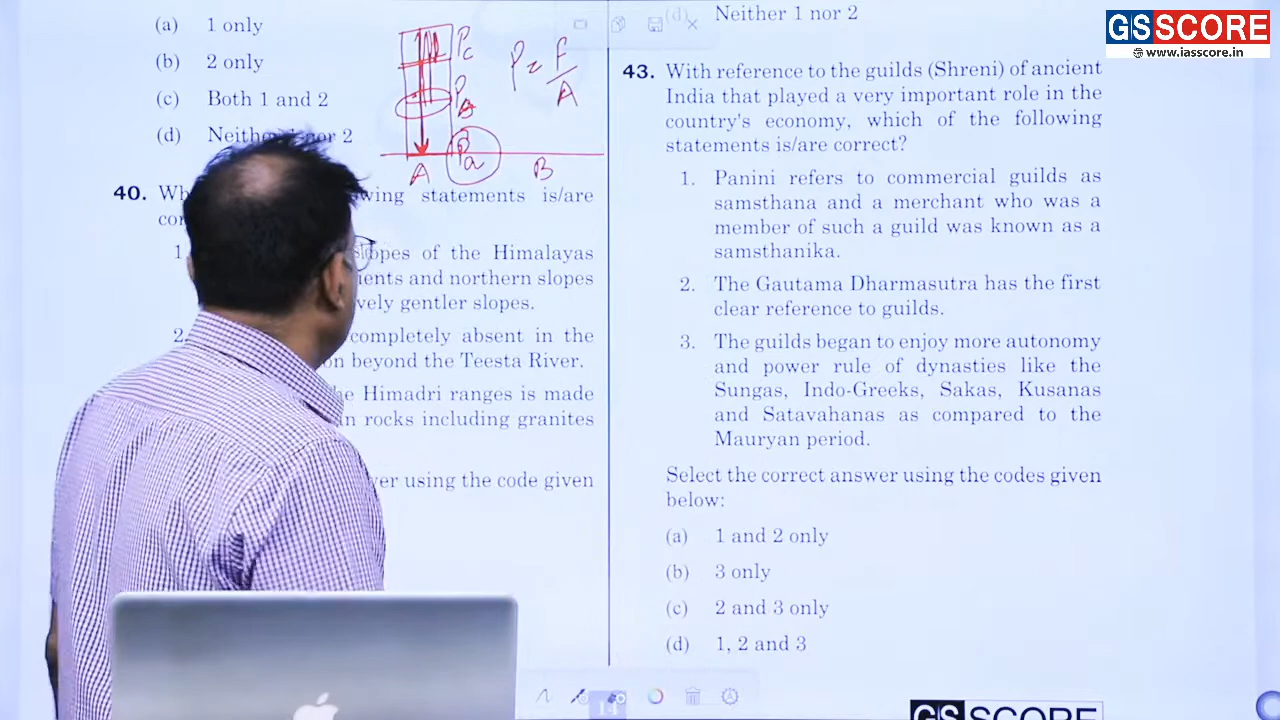 (a) 1 only
(b) 2 only
(c) Both 1 and 2
(d) Neither 1 nor 2
Pc
PB
Pa
A
B
P = F/A
40. following statements is/are
1. slopes of the Himalayas
and northern slopes
gentler slopes.
2. completely absent in the
beyond the Teesta River.
Himadri ranges is made
rocks including granites
using the code given
(d) Neither 1 nor 2
43. With reference to the guilds (Shreni) of ancient
India that played a very important role in the
country's economy, which of the following
statements is/are correct?
1. Panini refers to commercial guilds as
samsthana and a merchant who was a
member of such a guild was known as a
samsthanika.
2. The Gautama Dharmasutra has the first
clear reference to guilds.
3. The guilds began to enjoy more autonomy
and power rule of dynasties like the
Sungas, Indo-Greeks, Sakas, Kusanas
and Satavahanas as compared to the
Mauryan period.
Select the correct answer using the codes given
below:
(a) 1 and 2 only
(b) 3 only
(c) 2 and 3 only
(d) 1, 2 and 3
14
GS SCORE
GSSCORE
www.iasscore.in